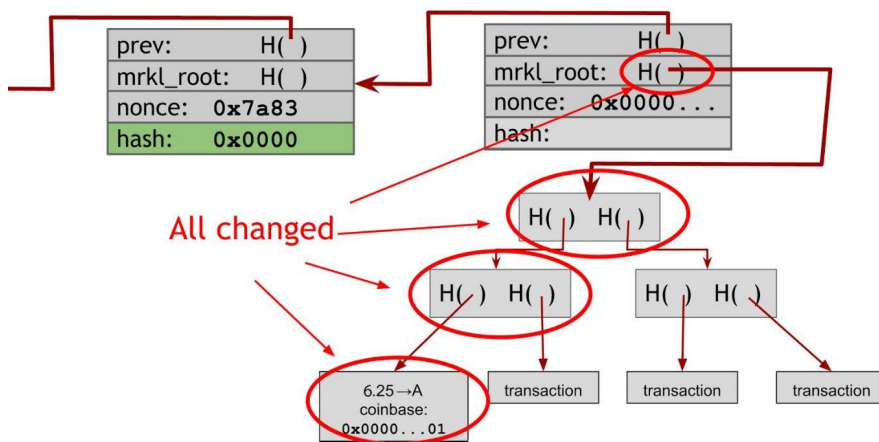 prev: H( )
mrkl_root: H( )
nonce: 0x7a83
hash: 0x0000
prev: H( )
mrkl_root: H( )
nonce: 0x0000...
hash:
All changed
H( ) H( )
H( ) H( )
H( ) H( )
6.25→A
coinbase:
0x0000...01
transaction
transaction
transaction